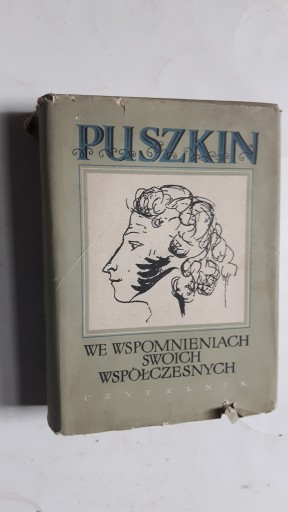 PUSZKIN
WE WSPOMNIENIACH
SWOICH
WSPÓŁCZESNYCH
CZYTELNIK